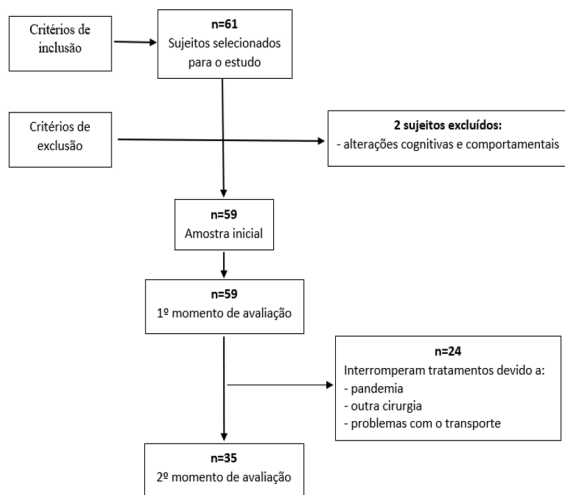 Critérios de
inclusão
n=61
Sujeitos selecionados
para o estudo
Critérios de
exclusão
2 sujeitos excluídos:
- alterações cognitivas e comportamentais
n=59
Amostra inicial
n=59
1º momento de avaliação
n=24
Interromperam tratamentos devido a:
- pandemia
- outra cirurgia
- problemas com o transporte
n=35
2º momento de avaliação